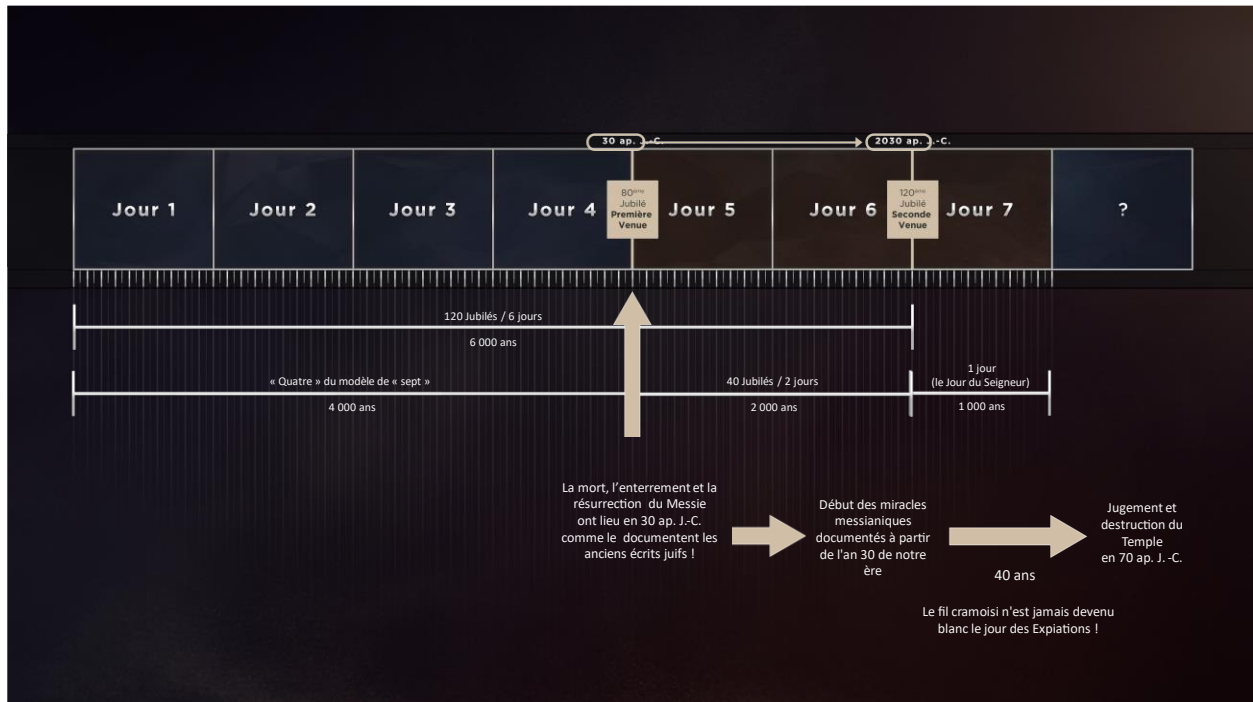 30 ap. J.-C.
2030 ap. J.-C.
Jour 1
Jour 2
Jour 3
Jour 4
80ème
Jubilé
Première
Venue
Jour 5
Jour 6
120ème
Jubilé
Seconde
Venue
Jour 7
?
120 Jubilés / 6 jours
6 000 ans
« Quatre » du modèle de « sept »
4 000 ans
40 Jubilés / 2 jours
2 000 ans
1 jour
(le Jour du Seigneur)
1 000 ans
La mort, l'enterrement et la
résurrection du Messie
ont lieu en 30 ap. J.-C.
comme le documentent les
anciens écrits juifs !
Début des miracles
messianiques
documentés à partir
de l'an 30 de notre
ère
40 ans
Jugement et
destruction du
Temple
en 70 ap. J. -C.
Le fil cramoisi n'est jamais devenu
blanc le jour des Expiations !